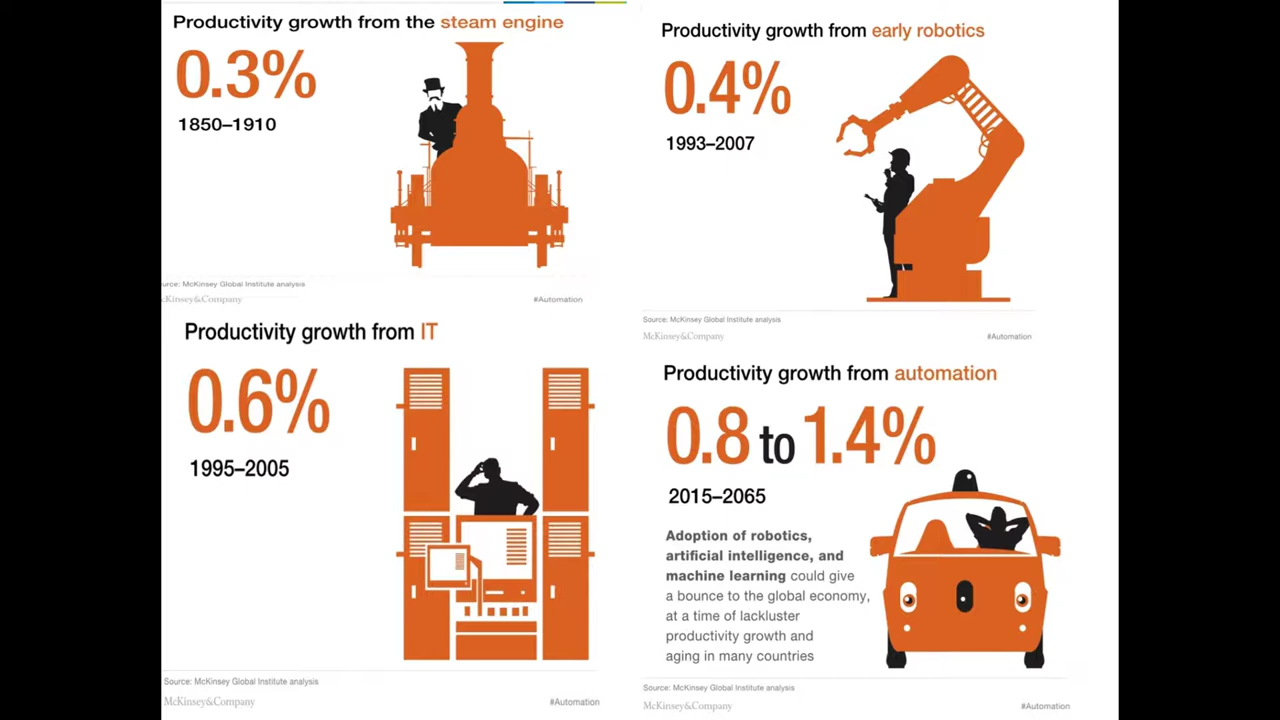 Productivity growth from the steam engine
0.3%
1850–1910
urce: McKinsey Global Institute analysis
cKinsey&Company
#Automation
Productivity growth from early robotics
0.4%
1993–2007
Source: McKinsey Global Institute analysis
McKinsey&Company
#Automation
Productivity growth from IT
0.6%
1995–2005
Source: McKinsey Global Institute analysis
McKinsey&Company
#Automation
Productivity growth from automation
0.8 to 1.4%
2015–2065
Adoption of robotics,
artificial intelligence, and
machine learning could give
a bounce to the global economy,
at a time of lackluster
productivity growth and
aging in many countries
Source: McKinsey Global Institute analysis
McKinsey&Company
#Automation